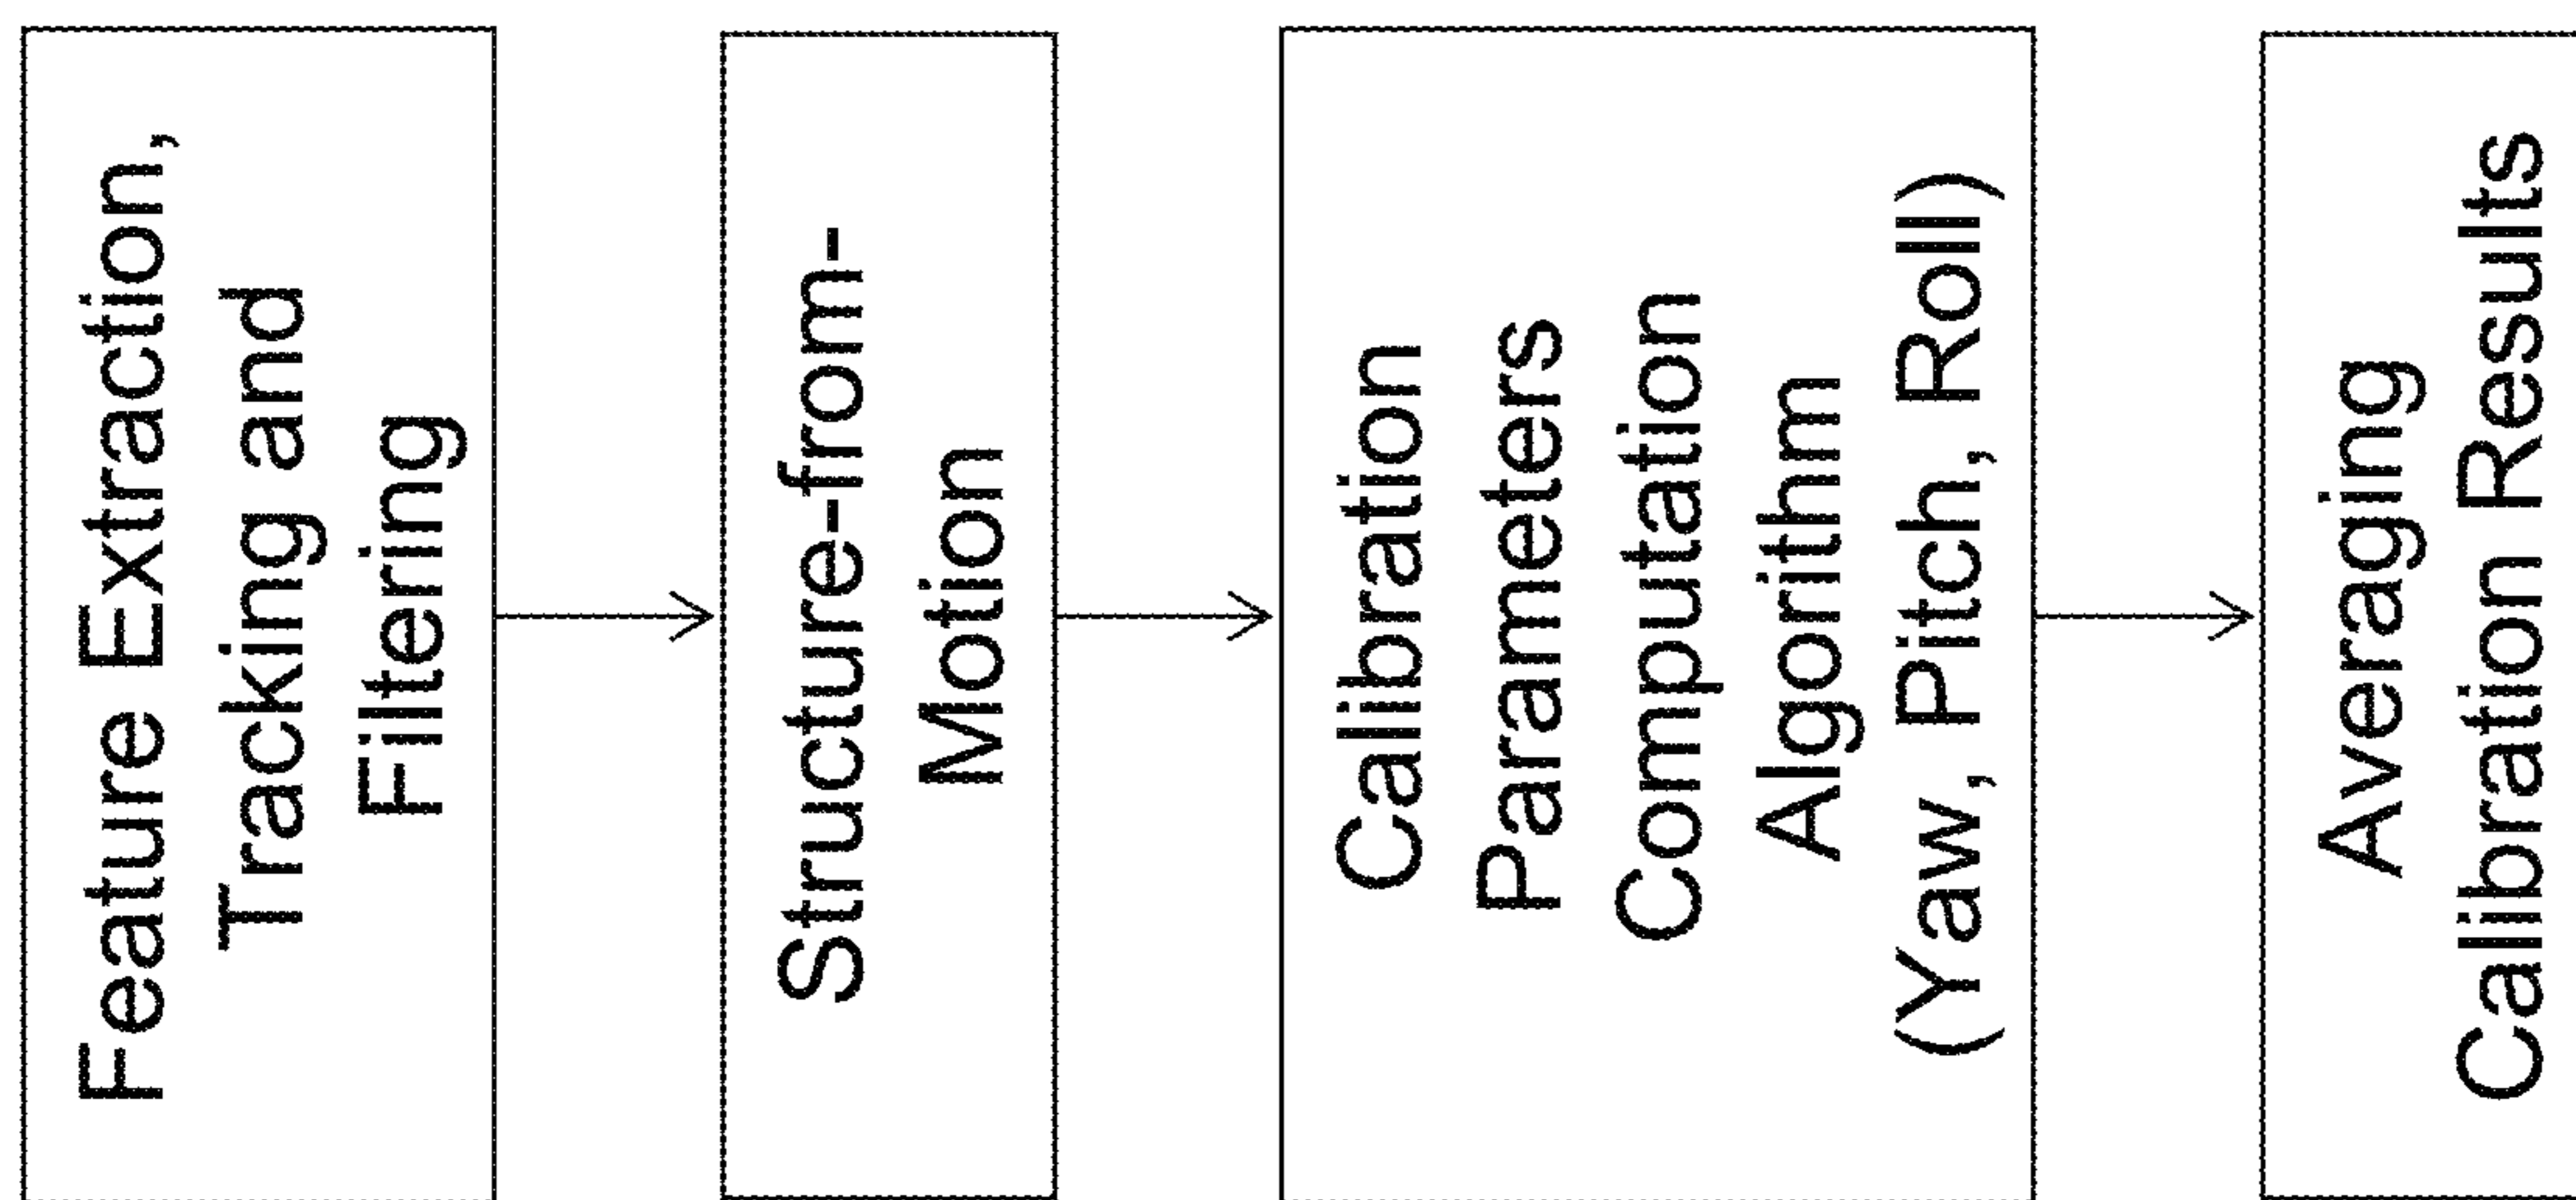 Feature Extraction,
Tracking and
Filtering
Structure-from-
Motion
Calibration
Parameters
Computation
Algorithm
(Yaw, Pitch, Roll)
Averaging
Calibration Results